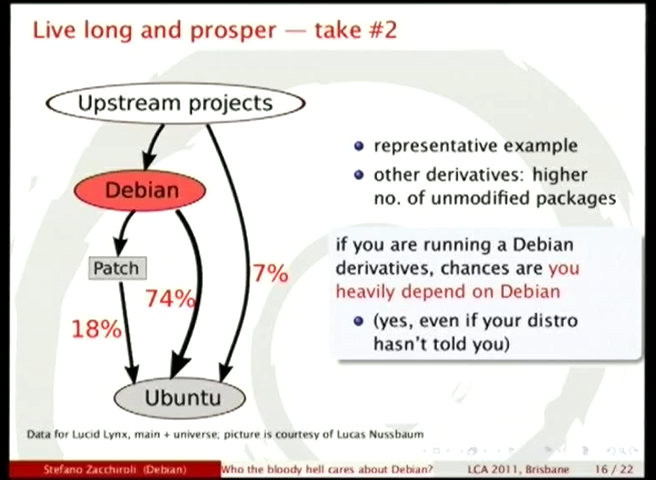 Live long and prosper — take #2
Upstream projects
Debian
Patch
7%
74%
18%
Ubuntu
representative example
other derivatives: higher
no. of unmodified packages
if you are running a Debian
derivatives, chances are you
heavily depend on Debian
(yes, even if your distro
hasn't told you)
Data for Lucid Lynx, main + universe; picture is courtesy of Lucas Nussbaum
Stefano Zacchiroli (Debian) Who the bloody hell cares about Debian? LCA 2011, Brisbane 16 / 22